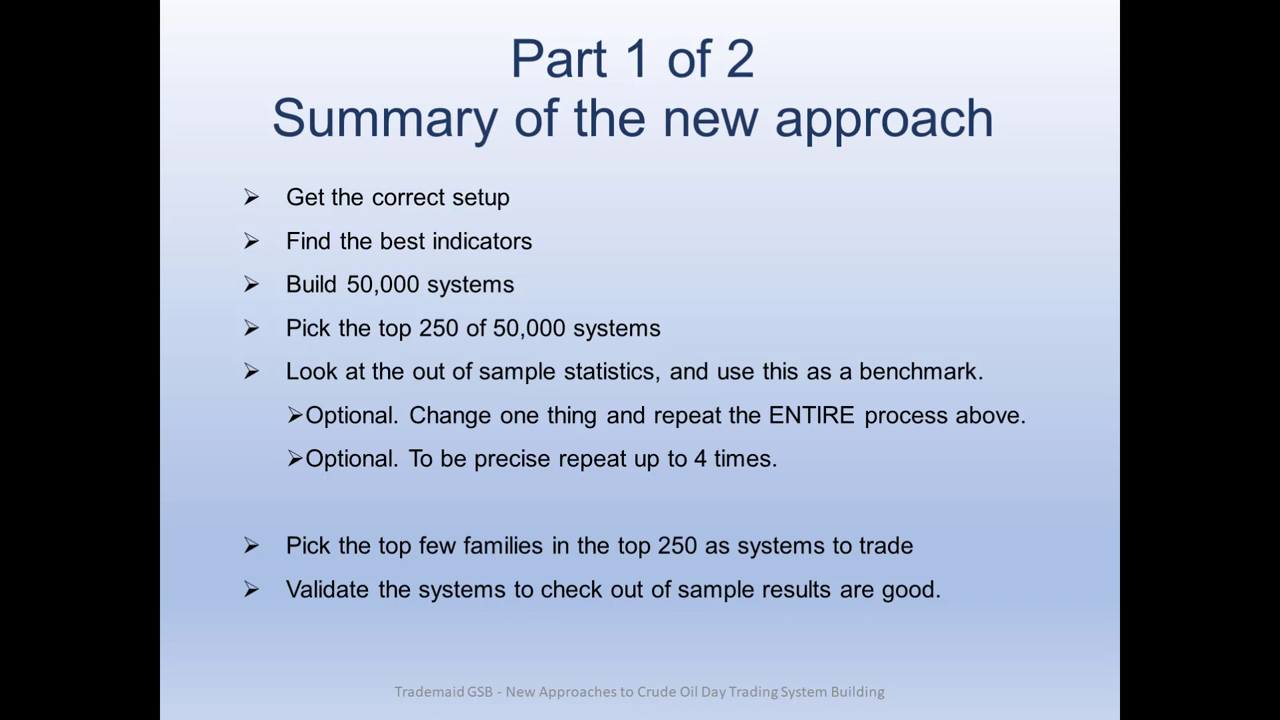 Part 1 of 2
Summary of the new approach
➢ Get the correct setup
➢ Find the best indicators
➢ Build 50,000 systems
➢ Pick the top 250 of 50,000 systems
➢ Look at the out of sample statistics, and use this as a benchmark.
➢Optional. Change one thing and repeat the ENTIRE process above.
➢Optional. To be precise repeat up to 4 times.
➢ Pick the top few families in the top 250 as systems to trade
➢ Validate the systems to check out of sample results are good.
Trademaid GSB - New Approaches to Crude Oil Day Trading System Building